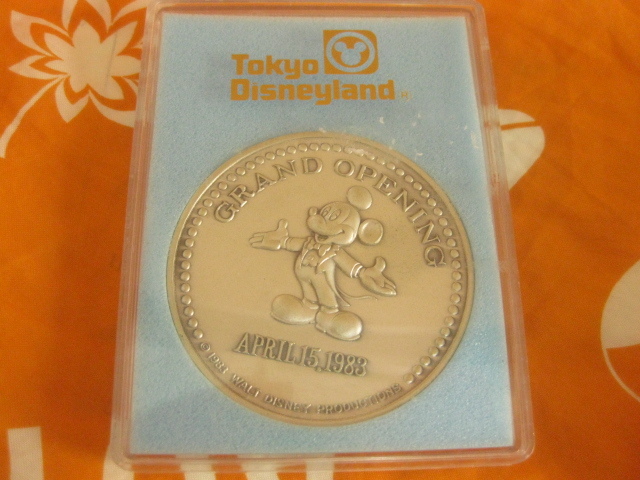 Tokyo
Disneyland®
GRAND OPENING
APRIL.15.1983
© 1983 WALT DISNEY PRODUCTIONS